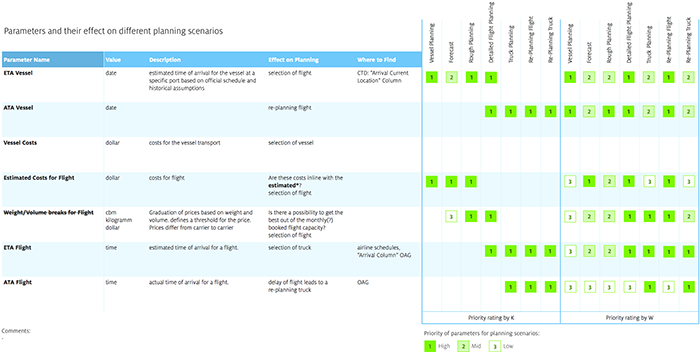 Parameters and their effect on different planning scenarios
Vessel Planning
Forecast
Rough Planning
Detailed Flight Planning
Truck Planning
Re-Planning Flight
Re-Planning Truck
Vessel Planning
Forecast
Rough Planning
Detailed Flight Planning
Truck Planning
Re-Planning Flight
Re-Planning Truck
Parameter Name Value Description Effect on Planning Where to Find
ETA Vessel date estimated time of arrival for the vessel at a selection of flight CTD: "Arrival Current
specific port based on official schedule and Location" Column
historical assumptions
1 2 1 1 1 2 2 1 2 1 2
ATA Vessel date re-planning flight
1 1 1 1 1 2 1 1 2 1 2
Vessel Costs dollar costs for the vessel transport selection of vessel
Estimated Costs for Flight dollar costs for flight Are these costs inline with the
estimated*?
selection of flight
1 1 1 3 1 2 1 3 1 3
Weight/Volume breaks for Flight cbm Graduation of prices based on weight and Is there a possibility to get the
kilogramm volume. defines a threshold for the price. best out of the monthly(?)
dollar Prices differ from carrier to carrier booked flight capacity?
selection of flight
3 1 1 3 2 2 1 1 1 2
ETA Flight time estimated time of arrival for a flight. selection of truck airline schedules,
"Arrival Column" OAG
1 1 1 1 3 2 2 1 1 1 1
ATA Flight time actual time of arrival for a flight. delay of flight leads to a OAG
re-planning truck
1 1 1 3 3 3 3 1 3 1
Priority rating by K Priority rating by W
Comments:
-
Priority of parameters for planning scenarios:
1 High 2 Mid 3 Low